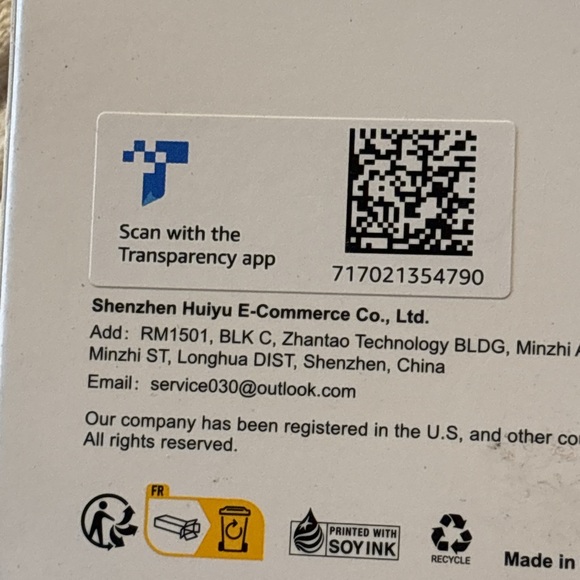 Scan with the
Transparency app
717021354790
Shenzhen Huiyu E-Commerce Co., Ltd.
Add: RM1501, BLK C, Zhantao Technology BLDG, Minzhi
Minzhi ST, Longhua DIST, Shenzhen, China
Email: service030@outlook.com
Our company has been registered in the U.S, and other
All rights reserved.
FR
PRINTED WITH
SOY INK
RECYCLE
Made in